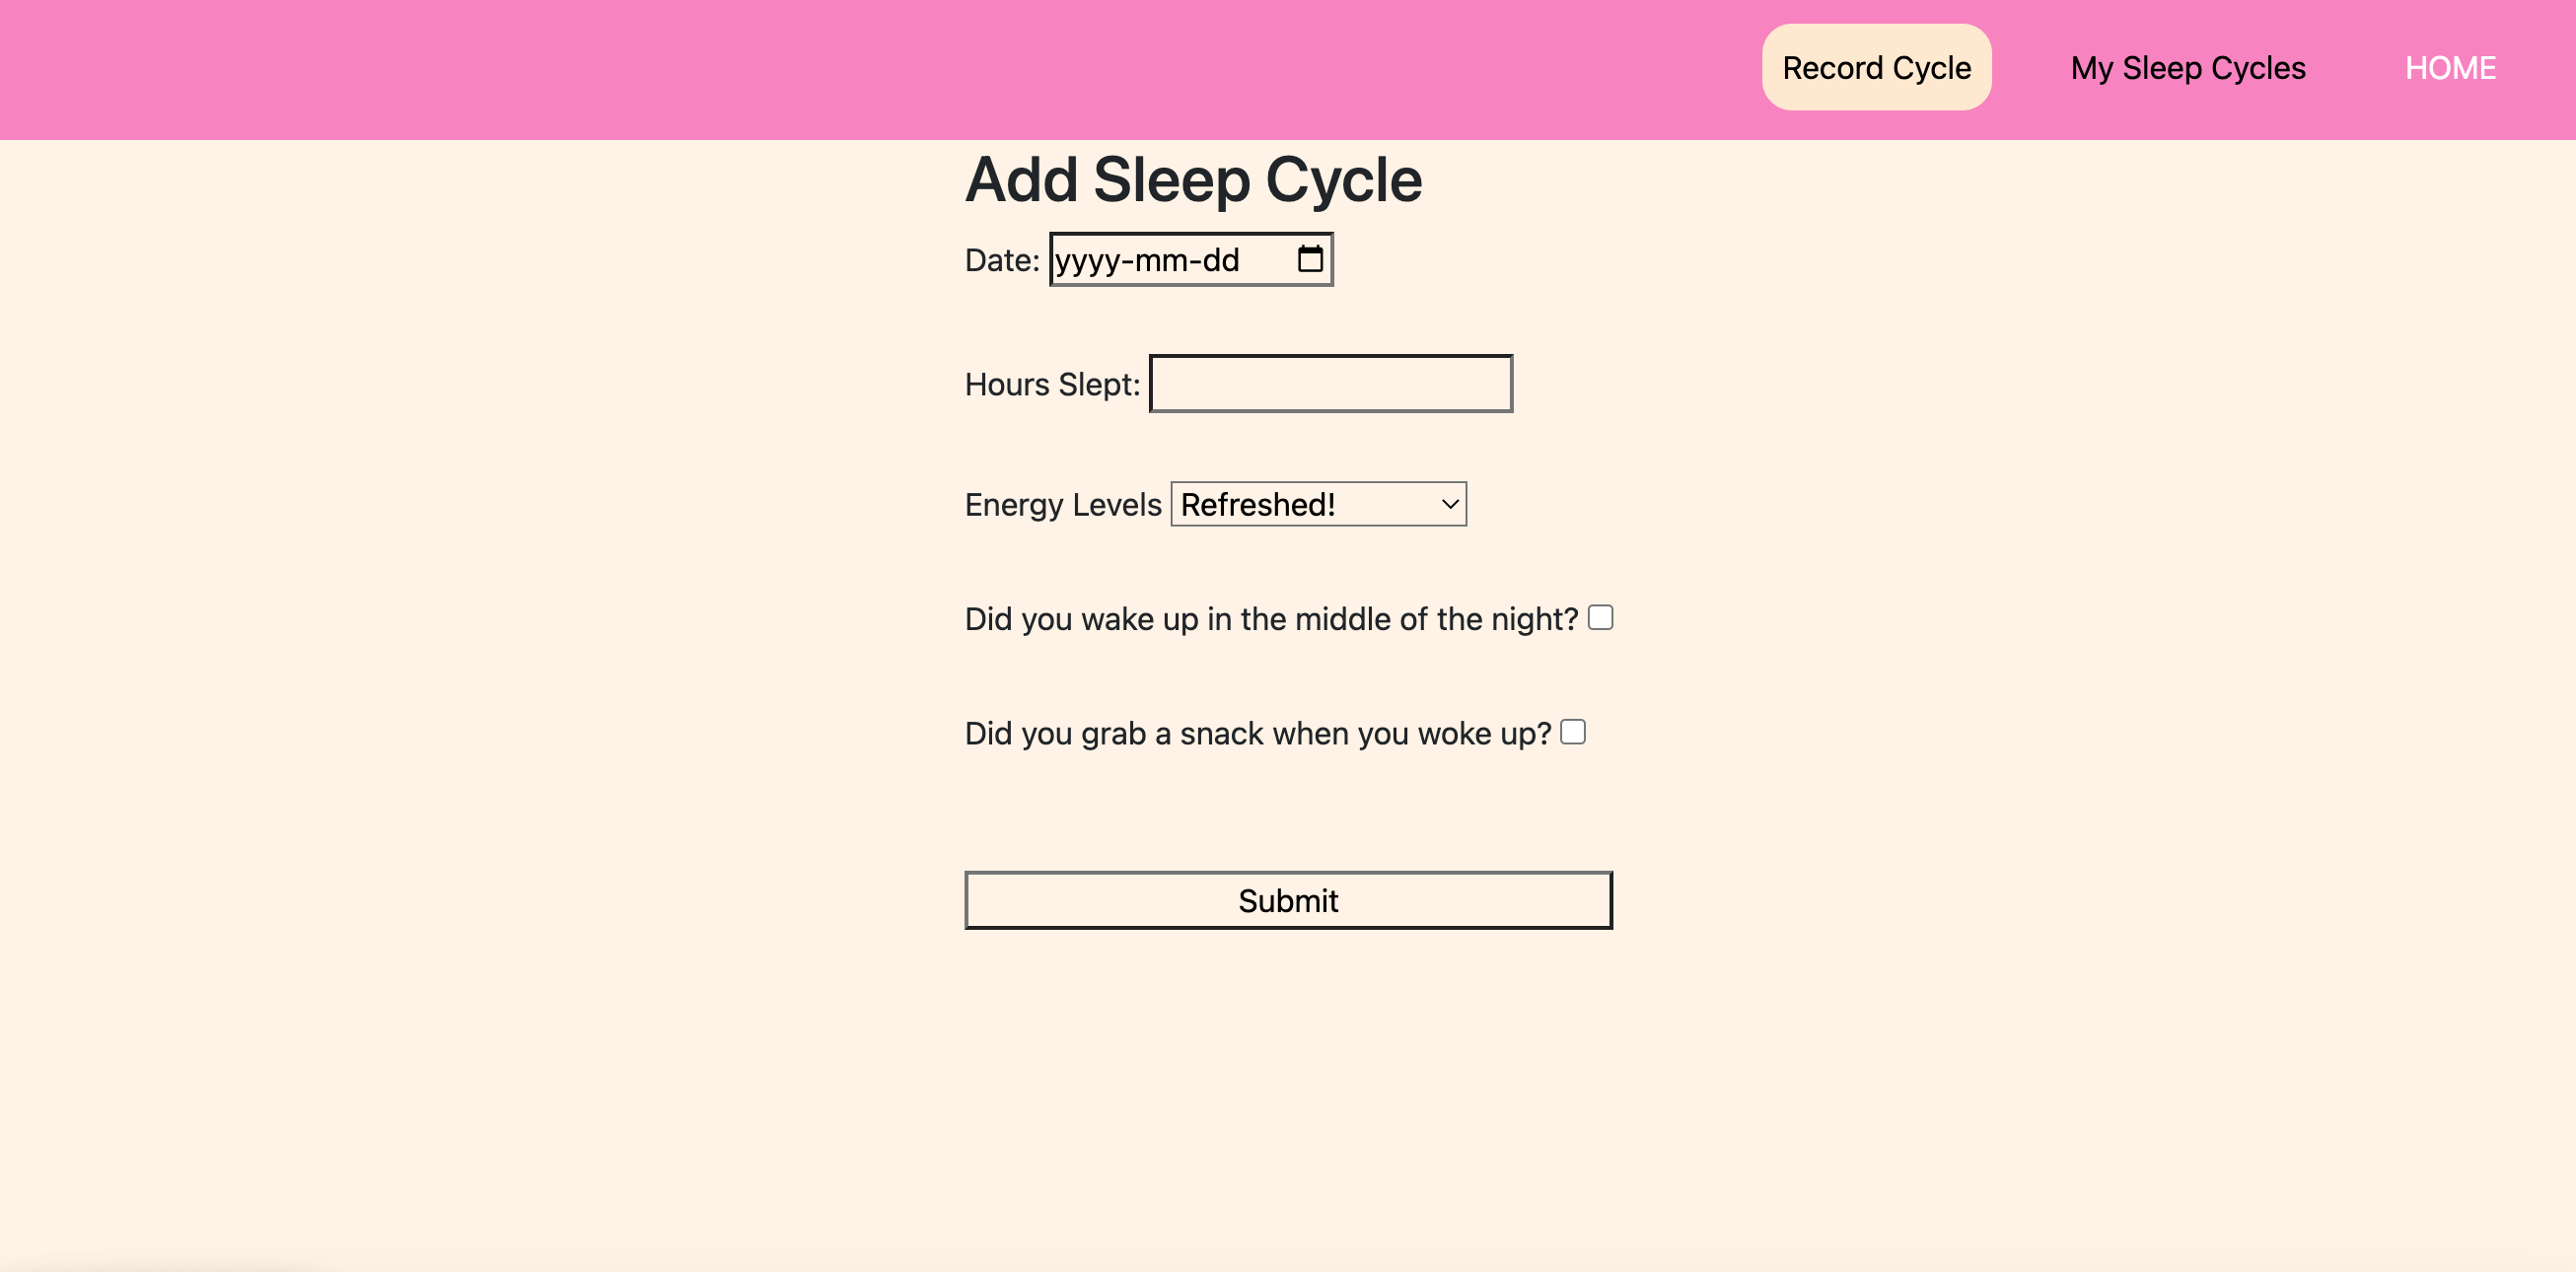 Record Cycle My Sleep Cycles HOME
Add Sleep Cycle
Date: yyyy-mm-dd
Hours Slept:
Energy Levels Refreshed!
Did you wake up in the middle of the night?
Did you grab a snack when you woke up?
Submit